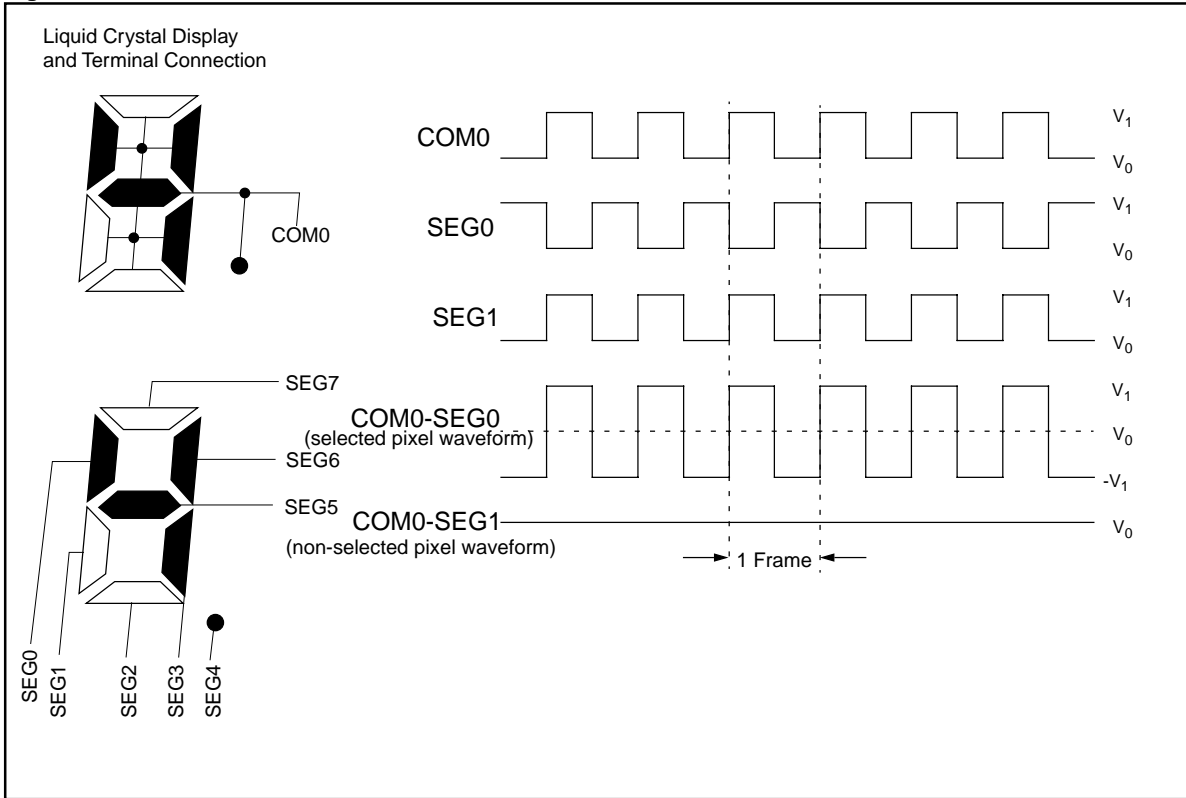 Liquid Crystal Display
and Terminal Connection
COM0
COM0
V1
V0
SEG0
V1
V0
SEG1
V1
V0
SEG7
SEG6
SEG5
COM0-SEG0
(selected pixel waveform)
V1
V0
-V1
COM0-SEG1
(non-selected pixel waveform)
V0
1 Frame
SEG0
SEG1
SEG2
SEG3
SEG4